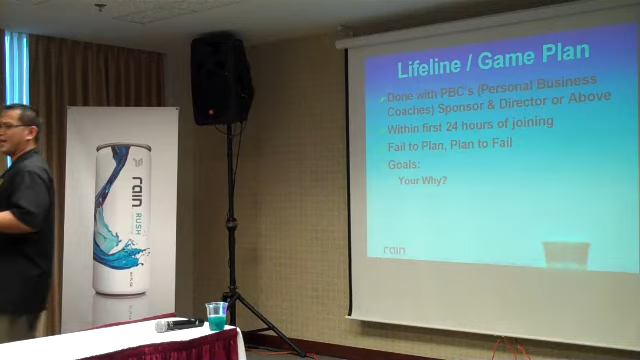 Lifeline / Game Plan
Done with PBC's (Personal Business
Coaches) Sponsor & Director or Above
Within first 24 hours of joining
Fail to Plan, Plan to Fail
Goals:
Your Why?
rain
rain
RUSH